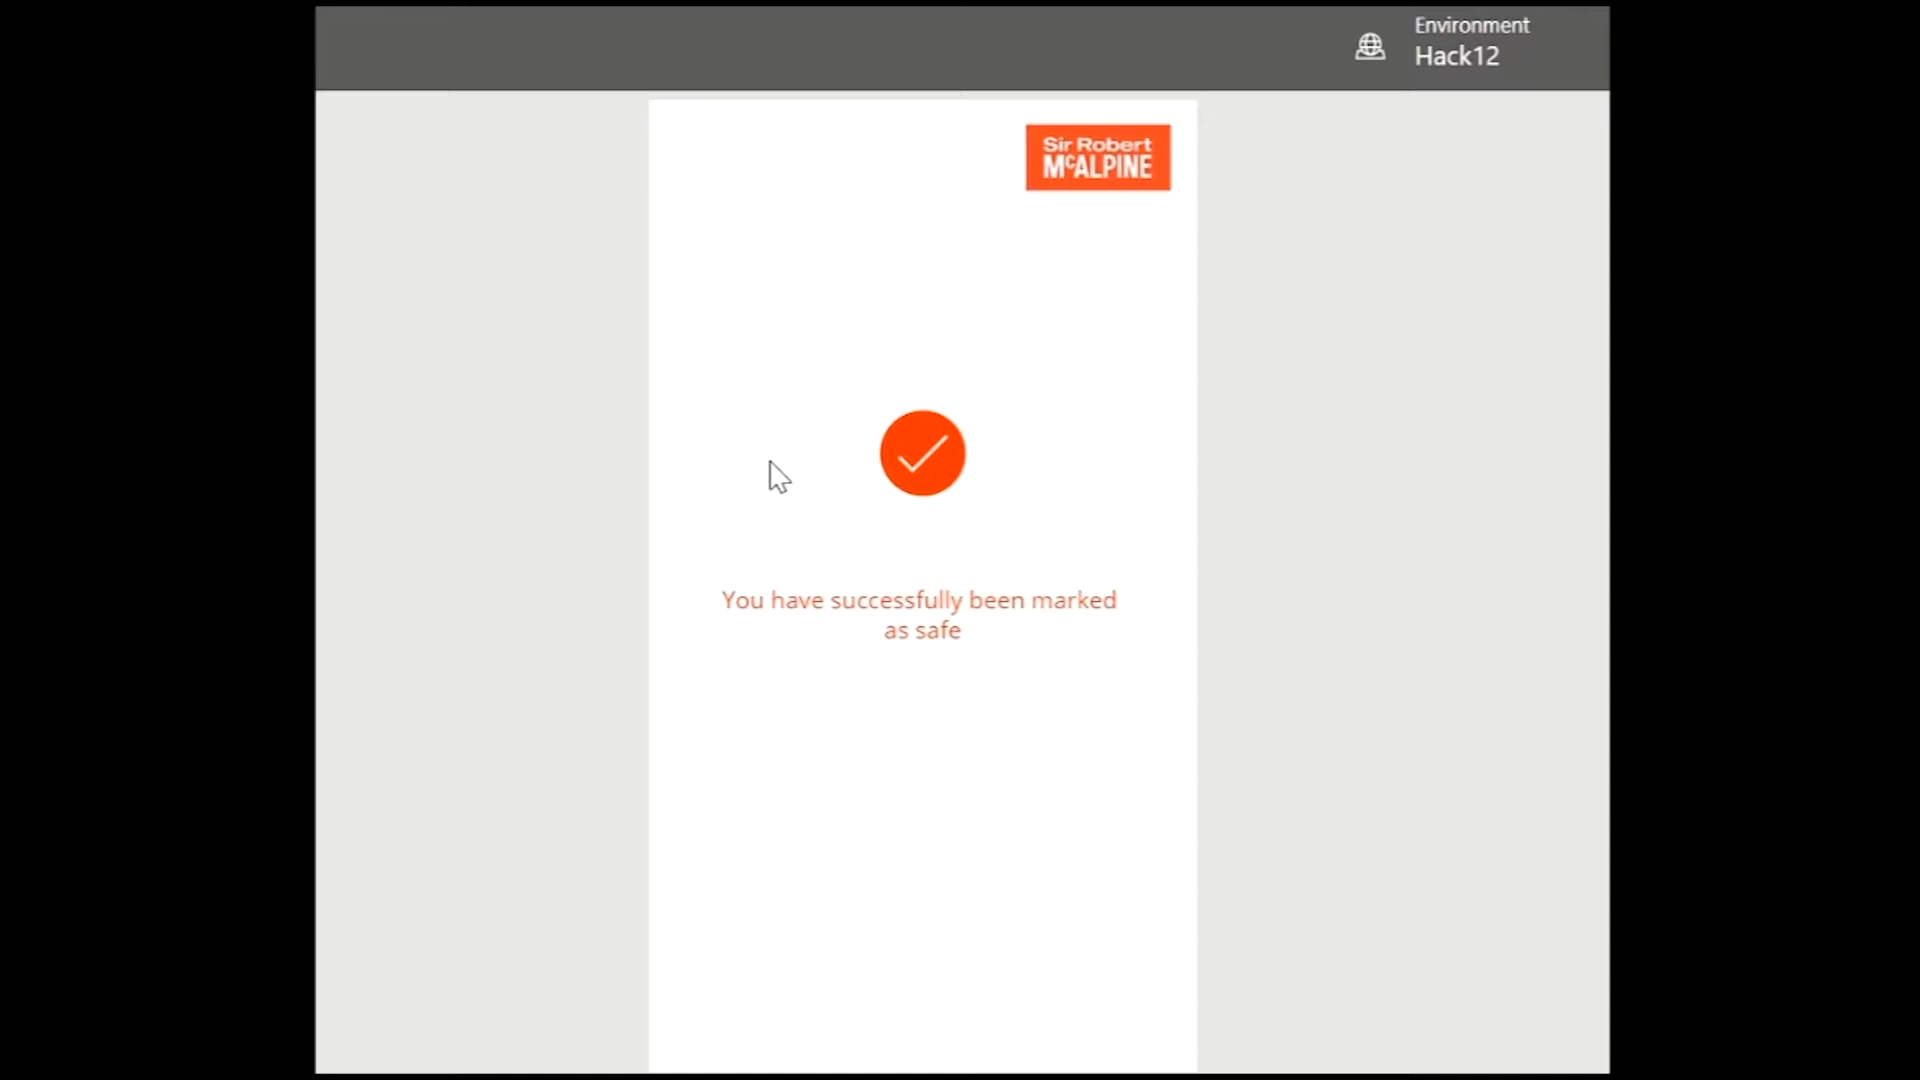 Environment
Hack12
Sir Robert
McALPINE
You have successfully been marked
as safe